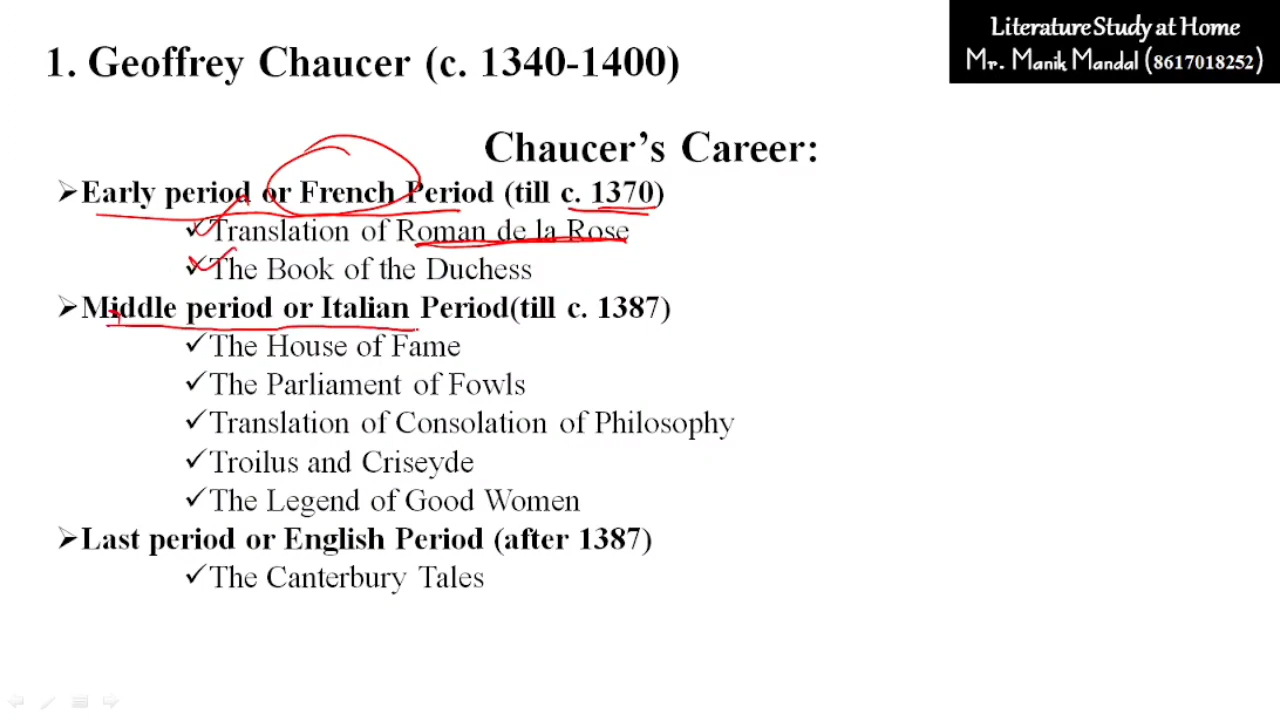 Literature Study at Home
Mr. Manik Mandal (8617018252)
1. Geoffrey Chaucer (c. 1340-1400)
Chaucer’s Career:
➢Early period or French Period (till c. 1370)
✓Translation of Roman de la Rose
✓The Book of the Duchess
➢Middle period or Italian Period(till c. 1387)
✓The House of Fame
✓The Parliament of Fowls
✓Translation of Consolation of Philosophy
✓Troilus and Criseyde
✓The Legend of Good Women
➢Last period or English Period (after 1387)
✓The Canterbury Tales